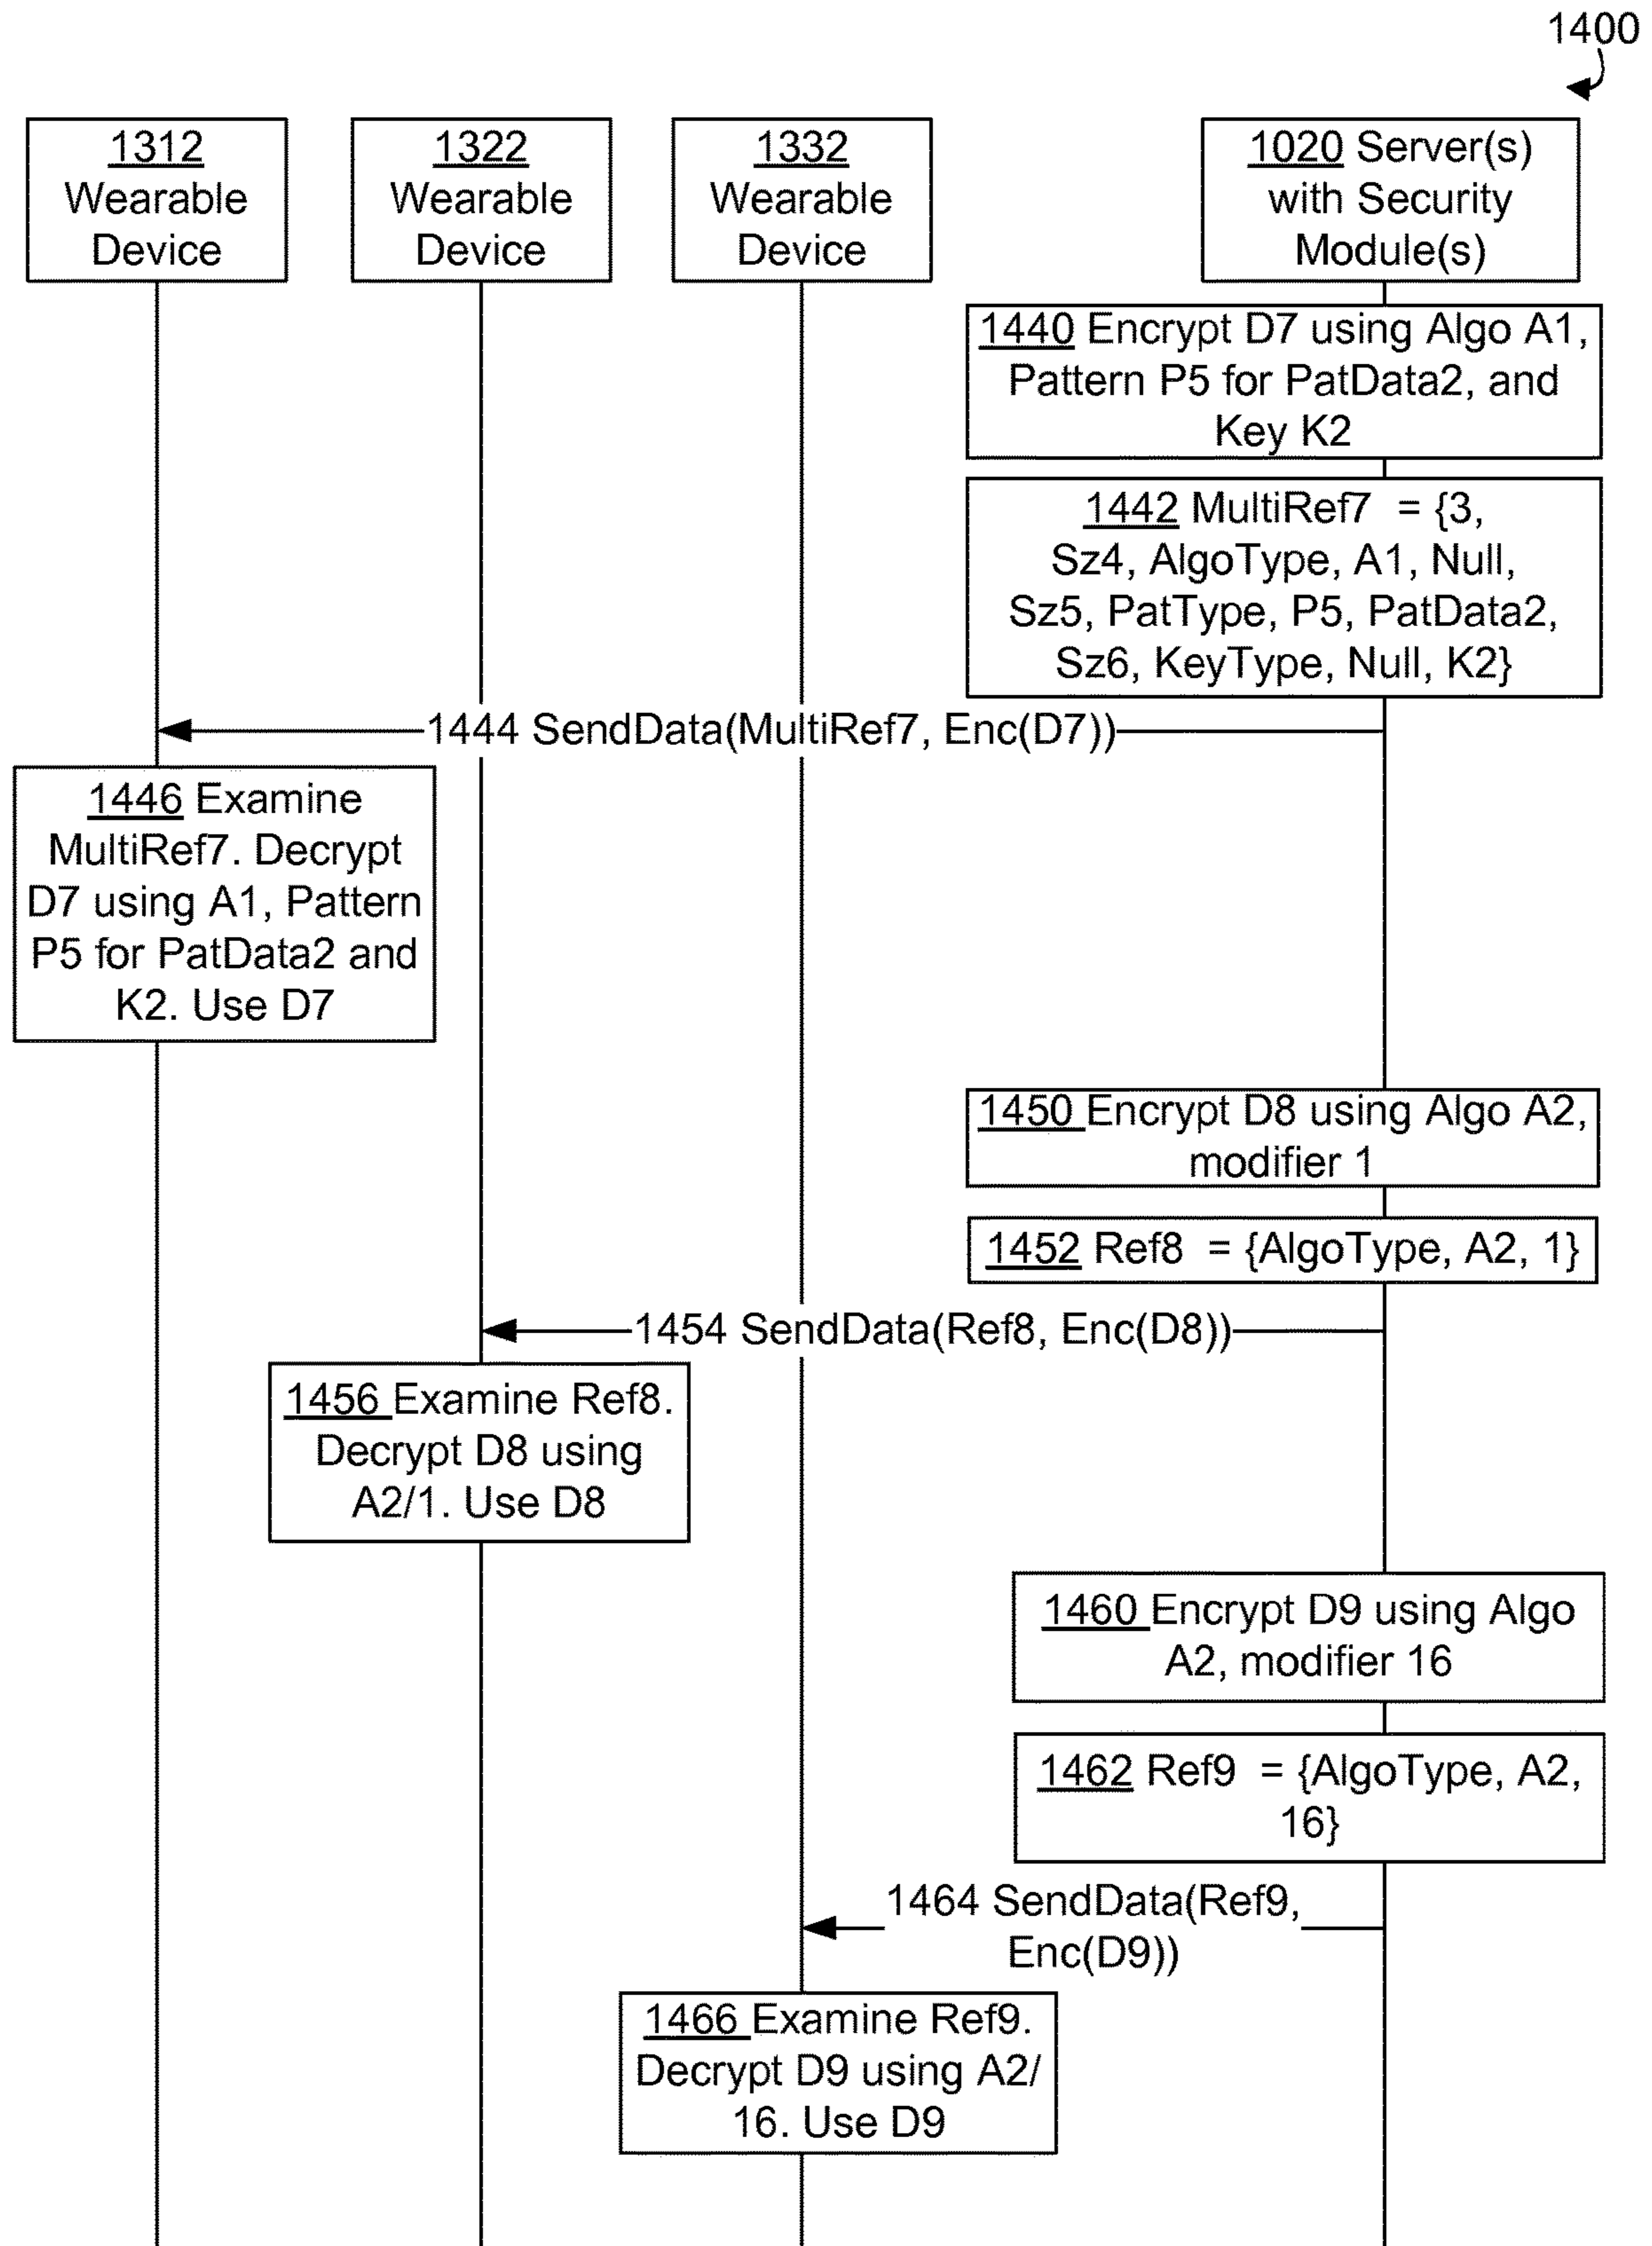 1400
1312
Wearable
Device
1322
Wearable
Device
1332
Wearable
Device
1020 Server(s)
with Security
Module(s)
1440 Encrypt D7 using Algo A1,
Pattern P5 for PatData2, and
Key K2
1442 MultiRef7 = {3,
Sz4, AlgoType, A1, Null,
Sz5, PatType, P5, PatData2,
Sz6, KeyType, Null, K2}
1444 SendData(MultiRef7, Enc(D7))
1446 Examine
MultiRef7. Decrypt
D7 using A1, Pattern
P5 for PatData2 and
K2. Use D7
1450 Encrypt D8 using Algo A2,
modifier 1
1452 Ref8 = {AlgoType, A2, 1}
1454 SendData(Ref8, Enc(D8))
1456 Examine Ref8.
Decrypt D8 using
A2/1. Use D8
1460 Encrypt D9 using Algo
A2, modifier 16
1462 Ref9 = {AlgoType, A2,
16}
1464 SendData(Ref9,
Enc(D9))
1466 Examine Ref9.
Decrypt D9 using A2/
16. Use D9